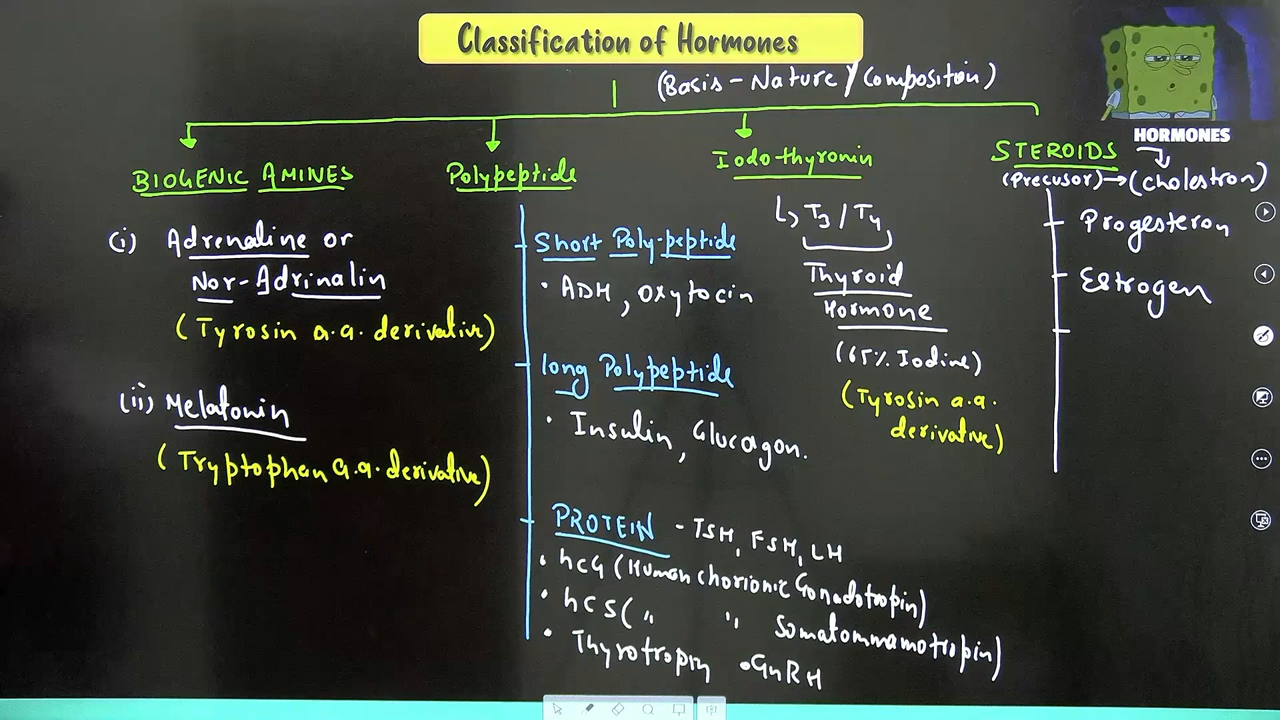 Classification of Hormones
(Basis - Nature / Composition)
HORMONES
BIOGENIC AMINES
(i) Adrenaline or
Nor-Adrinalin
(Tyrosin a.a. derivative)
(ii) Melatonin
(Tryptophan a.a. derivative)
Polypeptide
Short Poly-peptide
• ADH, Oxytocin
long Polypeptide
• Insulin, Glucagon.
PROTEIN - TSH, FSH, LH
• hCG (Human chorionic Gonadotropin)
• hCS ( " " Somatommamotropin)
• Thyrotropin • GnRH
Iodothyronin
↳ T3 / T4
Thyroid
Hormone
(65% Iodine)
(Tyrosin a.a.
derivative)
STEROIDS
(Precusor) → (Cholestron)
Progesteron
Estrogen